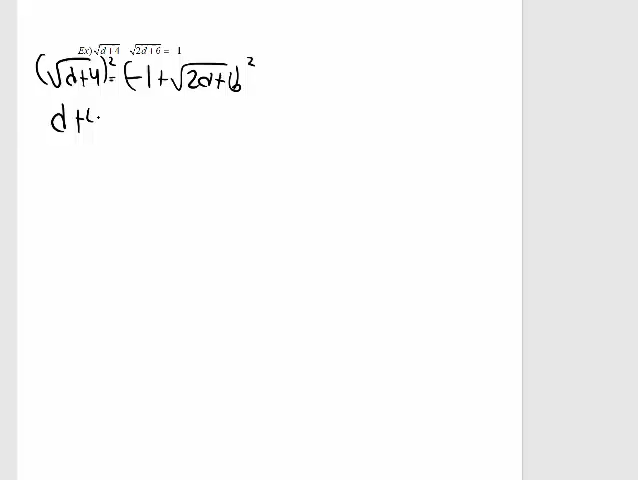 Ex) √d+4 √2d+6 = 1
(√d+4)² = (-1+√2d+6)²
d+4